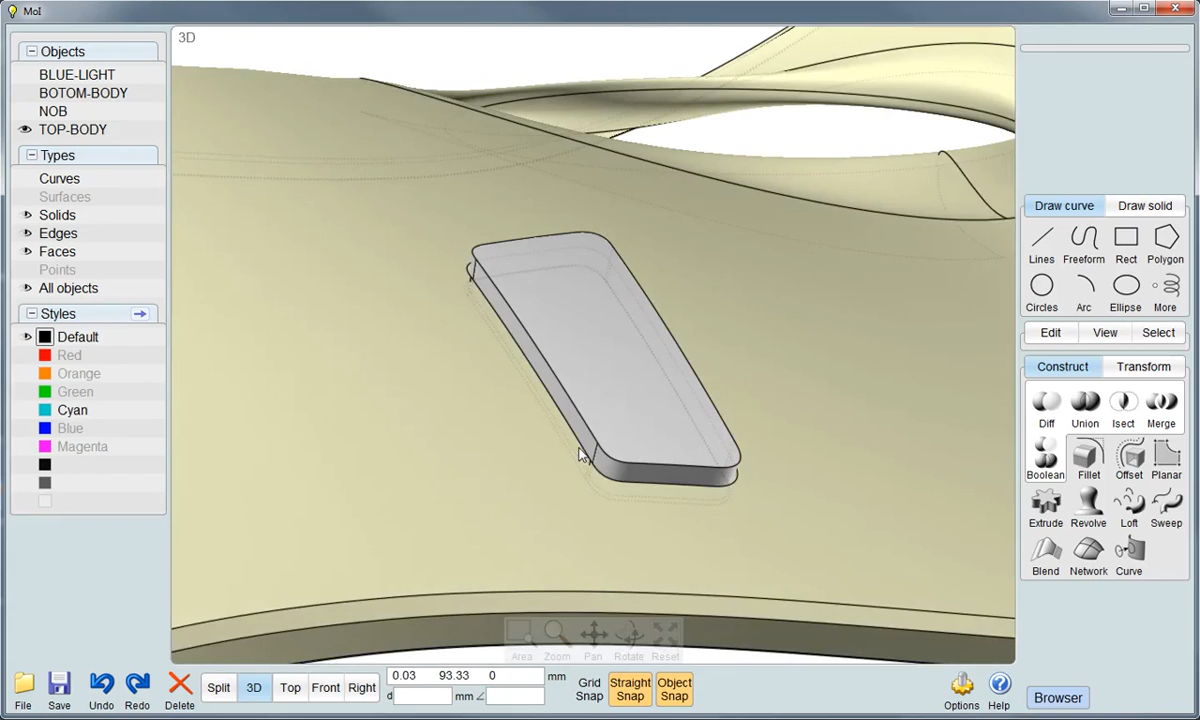 MoI
3D
Objects
BLUE-LIGHT
BOTOM-BODY
NOB
TOP-BODY
Types
Curves
Surfaces
Solids
Edges
Faces
Points
All objects
Styles
Default
Red
Orange
Green
Cyan
Blue
Magenta
Draw curve Draw solid
Lines Freeform Rect Polygon
Circles Arc Ellipse More
Edit View Select
Construct Transform
Diff Union Isect Merge
Boolean Fillet Offset Planar
Extrude Revolve Loft Sweep
Blend Network Curve
Area Zoom Pan Rotate Reset
File Save Undo Redo Delete
Split 3D Top Front Right
0.03 93.33 0 mm
d mm ∠
Grid Snap
Straight Snap
Object Snap
Options Help
Browser